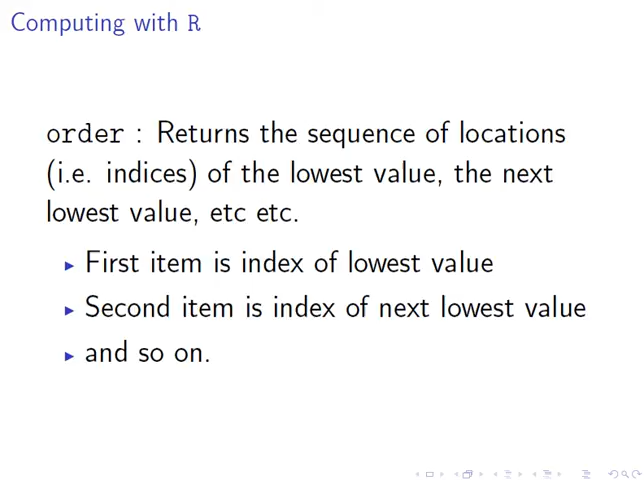 Computing with R
order : Returns the sequence of locations
(i.e. indices) of the lowest value, the next
lowest value, etc etc.
First item is index of lowest value
Second item is index of next lowest value
and so on.